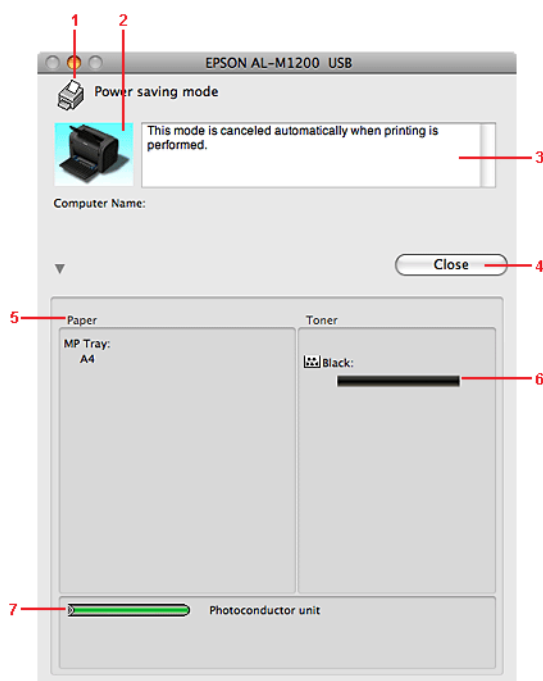 1 2
EPSON AL-M1200 USB
Power saving mode
This mode is canceled automatically when printing is
performed.
3
Computer Name:
Close
4
5
Paper
Toner
MP Tray:
A4
Black:
6
7
Photoconductor unit